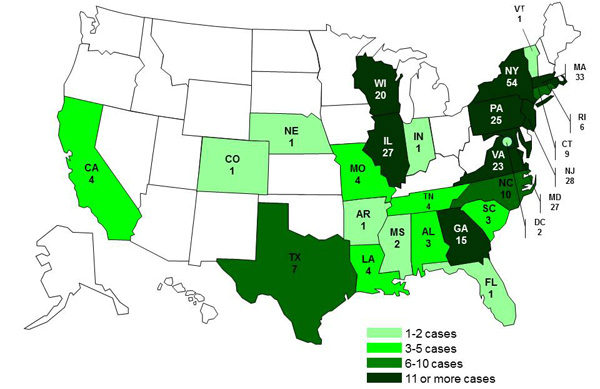 VT
1
WI
20
NY
54
MA
33
PA
25
RI
6
NE
1
IL
27
IN
1
CT
9
CA
4
CO
1
MO
4
VA
23
NJ
28
NC
10
MD
27
TN
4
AR
1
SC
3
DC
2
MS
2
AL
3
GA
15
TX
7
LA
4
FL
1
1-2 cases
3-5 cases
6-10 cases
11 or more cases